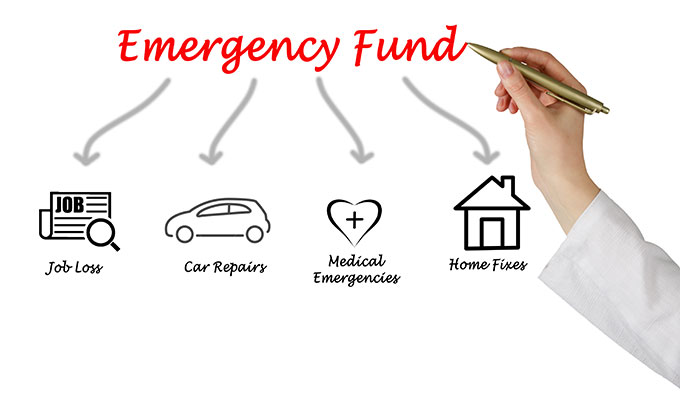 Emergency Fund
JOB
Job Loss
Car Repairs
Medical
Emergencies
Home Fixes